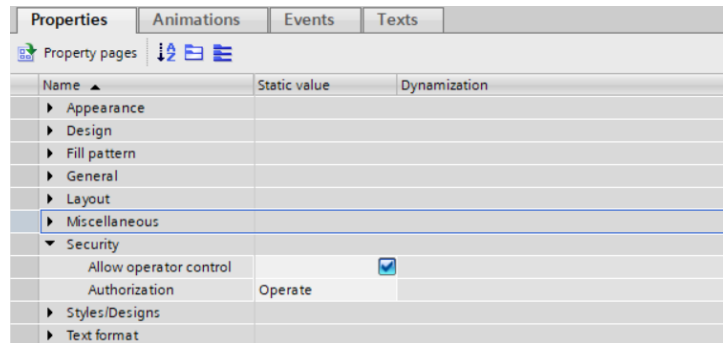 Properties Animations Events Texts
Property pages
Name Static value Dynamization
Appearance
Design
Fill pattern
General
Layout
Miscellaneous
Security
Allow operator control
Authorization Operate
Styles/Designs
Text format